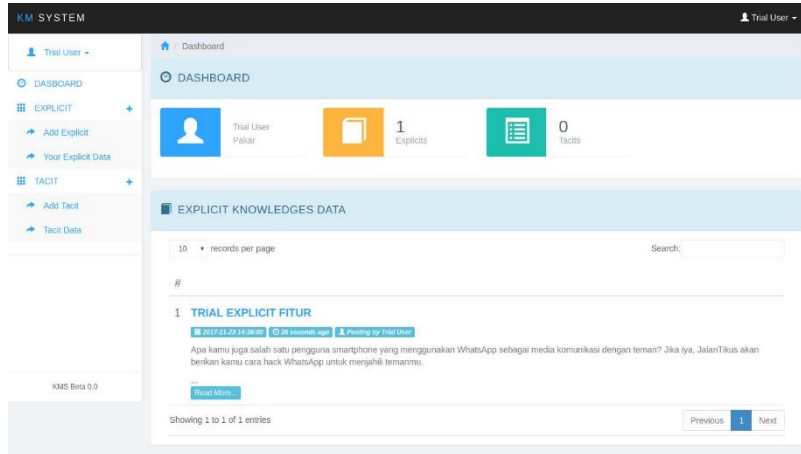 KM SYSTEM
Trial User
Trial User
Dashboard
DASBOARD
EXPLICIT
Add Explicit
Your Explicit Data
TACIT
Add Tacit
Tacit Data
KMS Beta 0.0
DASHBOARD
Trial User
Pakar
1
Explicits
0
Tacits
EXPLICIT KNOWLEDGES DATA
10 records per page
Search:
#
1 TRIAL EXPLICIT FITUR
2017-11-23 14:36:00 35 seconds ago Posting by Trial User
Apa kamu juga salah satu pengguna smartphone yang menggunakan WhatsApp sebagai media komunikasi dengan teman? Jika iya, JalanTikus akan
berikan kamu cara hack WhatsApp untuk menjahili temanmu.
...
Read More...
Showing 1 to 1 of 1 entries
Previous 1 Next